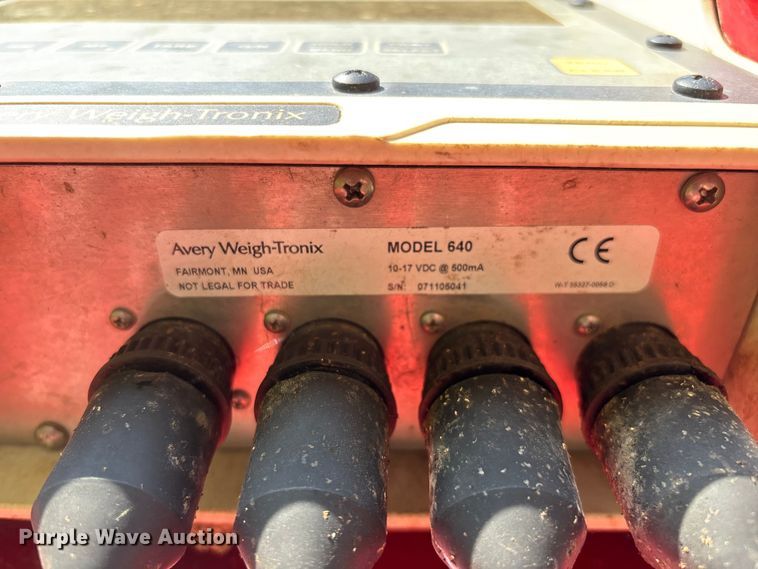 ery Weigh-Tronix
Avery Weigh-Tronix
MODEL 640
CE
FAIRMONT, MN USA
10-17 VDC @ 500mA
NOT LEGAL FOR TRADE
S/N: 071105041
Purple Wave Auction